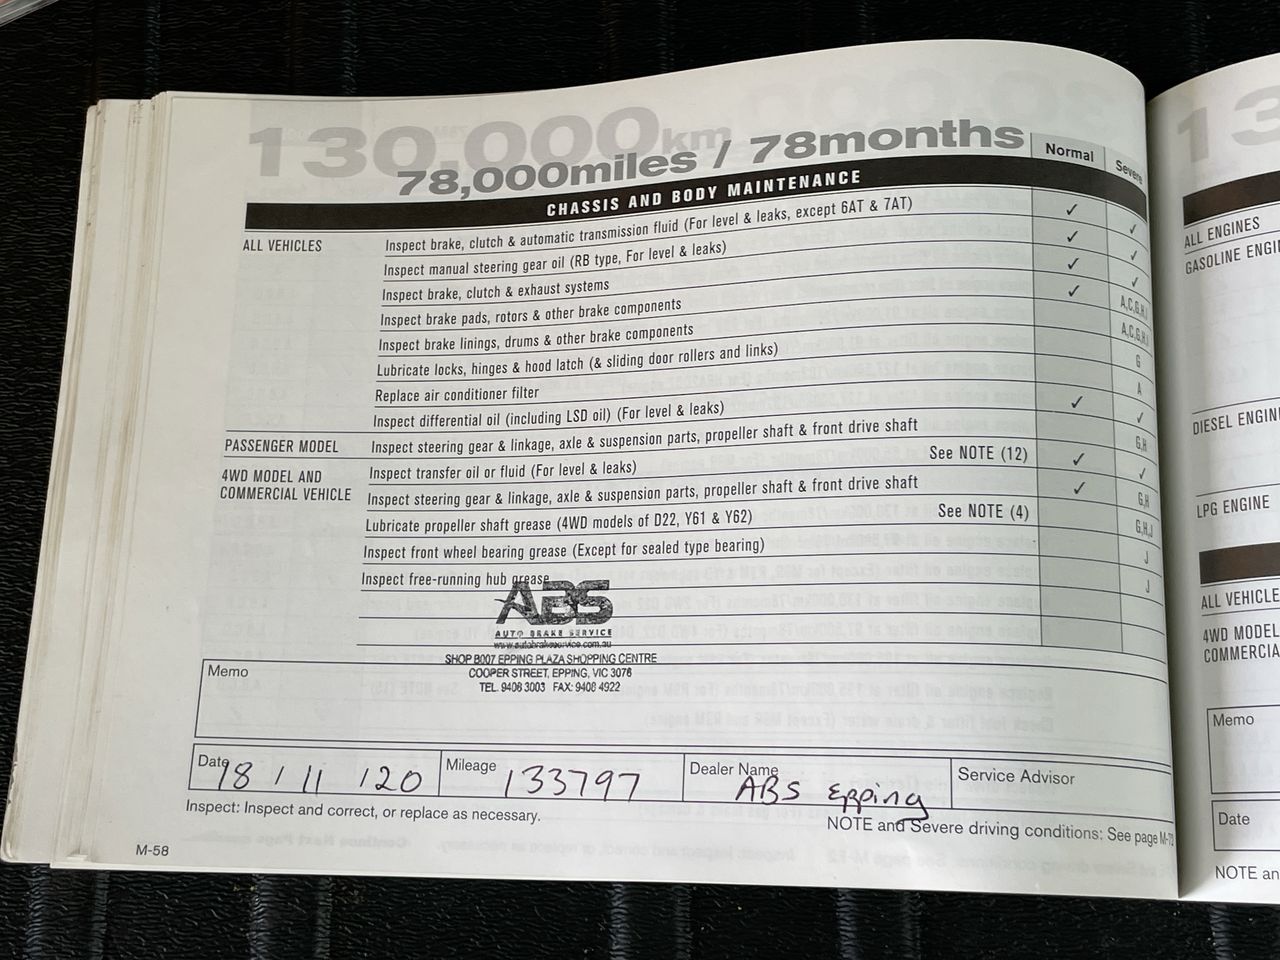 130,000km
78,000miles / 78months
Normal
Severe
CHASSIS AND BODY MAINTENANCE
ALL VEHICLES
Inspect brake, clutch & automatic transmission fluid (For level & leaks, except 6AT & 7AT) ✓ ✓
Inspect manual steering gear oil (RB type, For level & leaks) ✓ ✓
Inspect brake, clutch & exhaust systems ✓ ✓
Inspect brake pads, rotors & other brake components ✓ A,C,G,H,
Inspect brake linings, drums & other brake components A,C,G,H,
Lubricate locks, hinges & hood latch (& sliding door rollers and links) G
Replace air conditioner filter A
Inspect differential oil (including LSD oil) (For level & leaks) ✓ ✓
PASSENGER MODEL
Inspect steering gear & linkage, axle & suspension parts, propeller shaft & front drive shaft G,H
4WD MODEL AND
COMMERCIAL VEHICLE
Inspect transfer oil or fluid (For level & leaks) See NOTE (12) ✓ ✓
Inspect steering gear & linkage, axle & suspension parts, propeller shaft & front drive shaft ✓ G,H
Lubricate propeller shaft grease (4WD models of D22, Y61 & Y62) See NOTE (4) G,H,J
Inspect front wheel bearing grease (Except for sealed type bearing) J
Inspect free-running hub grease J
ABS
AUTO BRAKE SERVICE
www.autobrakeservice.com.au
SHOP B007 EPPING PLAZA SHOPPING CENTRE
COOPER STREET, EPPING, VIC 3076
TEL. 9408 3003 FAX: 9408 4922
Memo
Date 18 / 11 / 20
Mileage 133797
Dealer Name ABS Epping
Service Advisor
Inspect: Inspect and correct, or replace as necessary.
NOTE and Severe driving conditions: See page M-73
M-58
13
ALL ENGINES
GASOLINE ENGI
DIESEL ENGIN
LPG ENGINE
ALL VEHICLE
4WD MODEL
COMMERCIA
Memo
Date
NOTE an